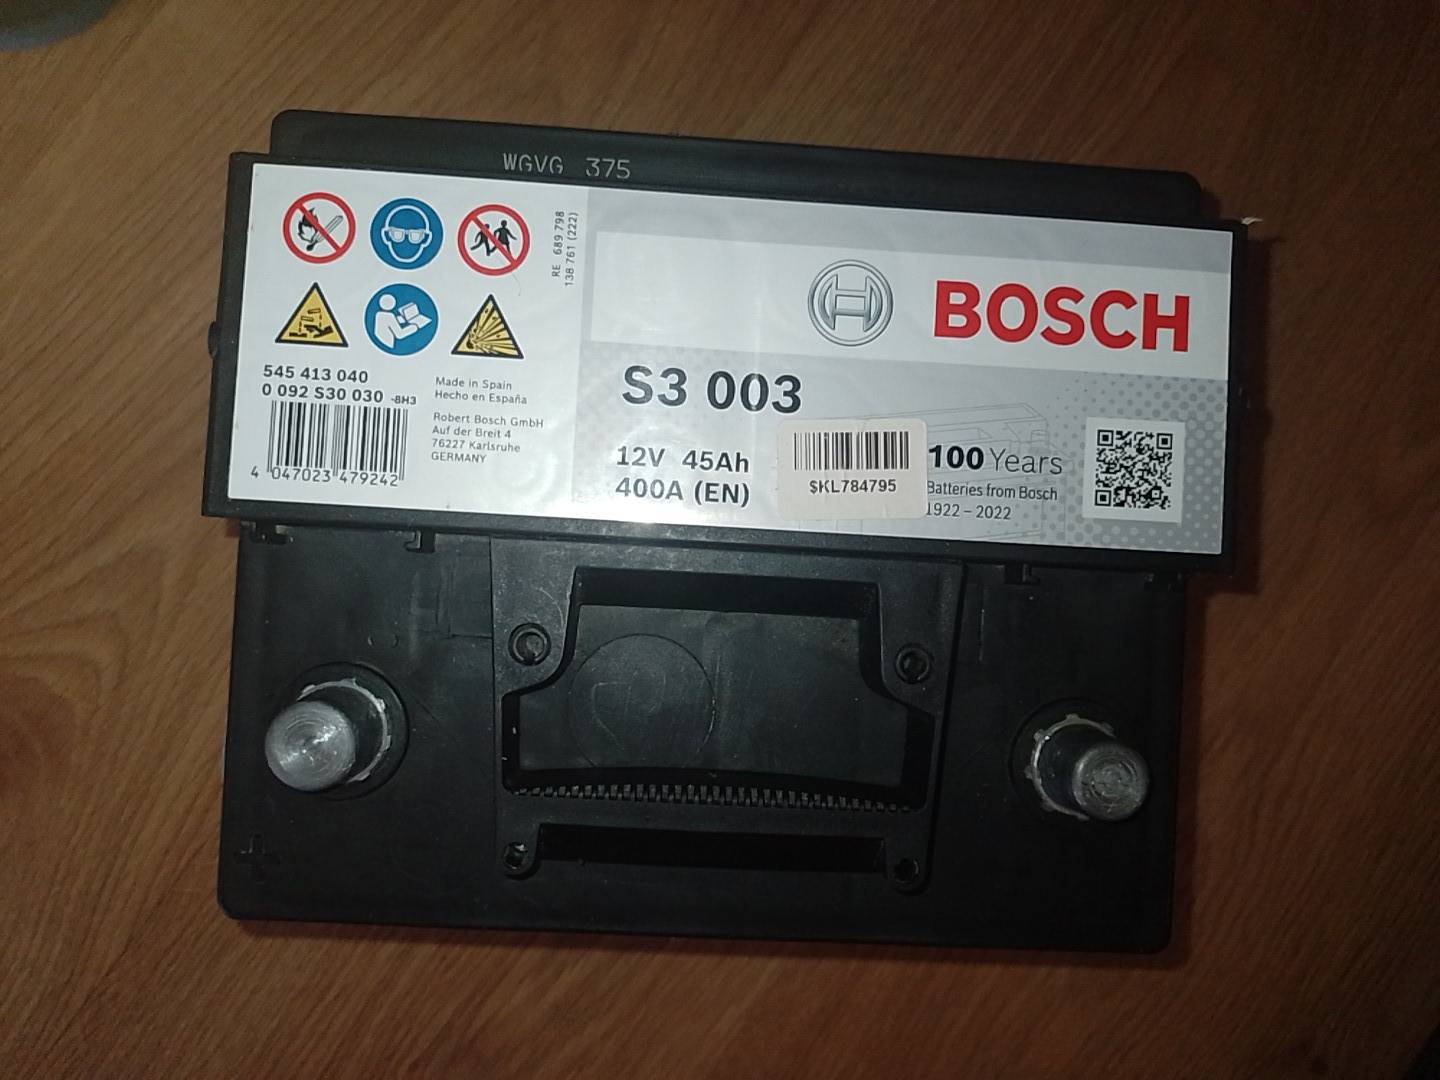 WGVG 375
RE 689 798
138 761 (222)
BOSCH
545 413 040
0 092 S30 030 -8H3
4 047023 479242
Made in Spain
Hecho en España
Robert Bosch GmbH
Auf der Breit 4
76227 Karlsruhe
GERMANY
S3 003
12V 45Ah
400A (EN)
$KL784795
100 Years
Batteries from Bosch
1922 – 2022
+